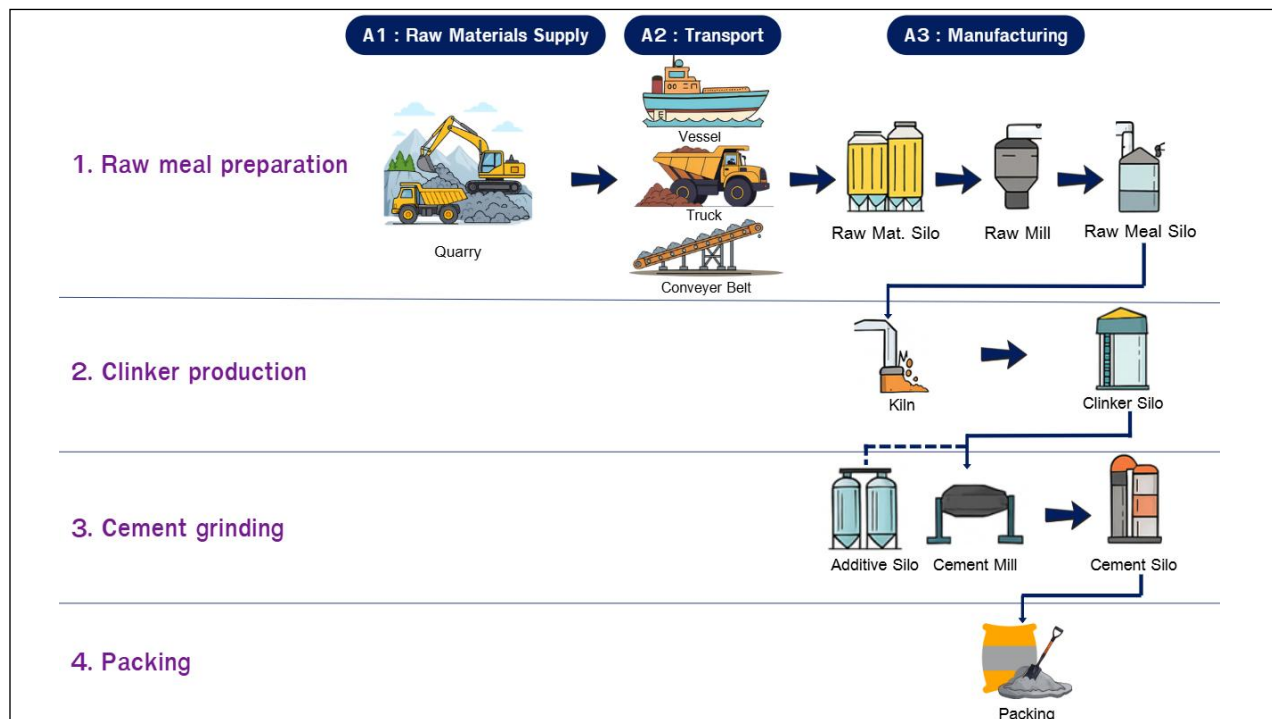 A1 : Raw Materials Supply
A2 : Transport
A3 : Manufacturing
1. Raw meal preparation
Quarry
Vessel
Truck
Conveyer Belt
Raw Mat. Silo
Raw Mill
Raw Meal Silo
2. Clinker production
Kiln
Clinker Silo
3. Cement grinding
Additive Silo
Cement Mill
Cement Silo
4. Packing
Packing